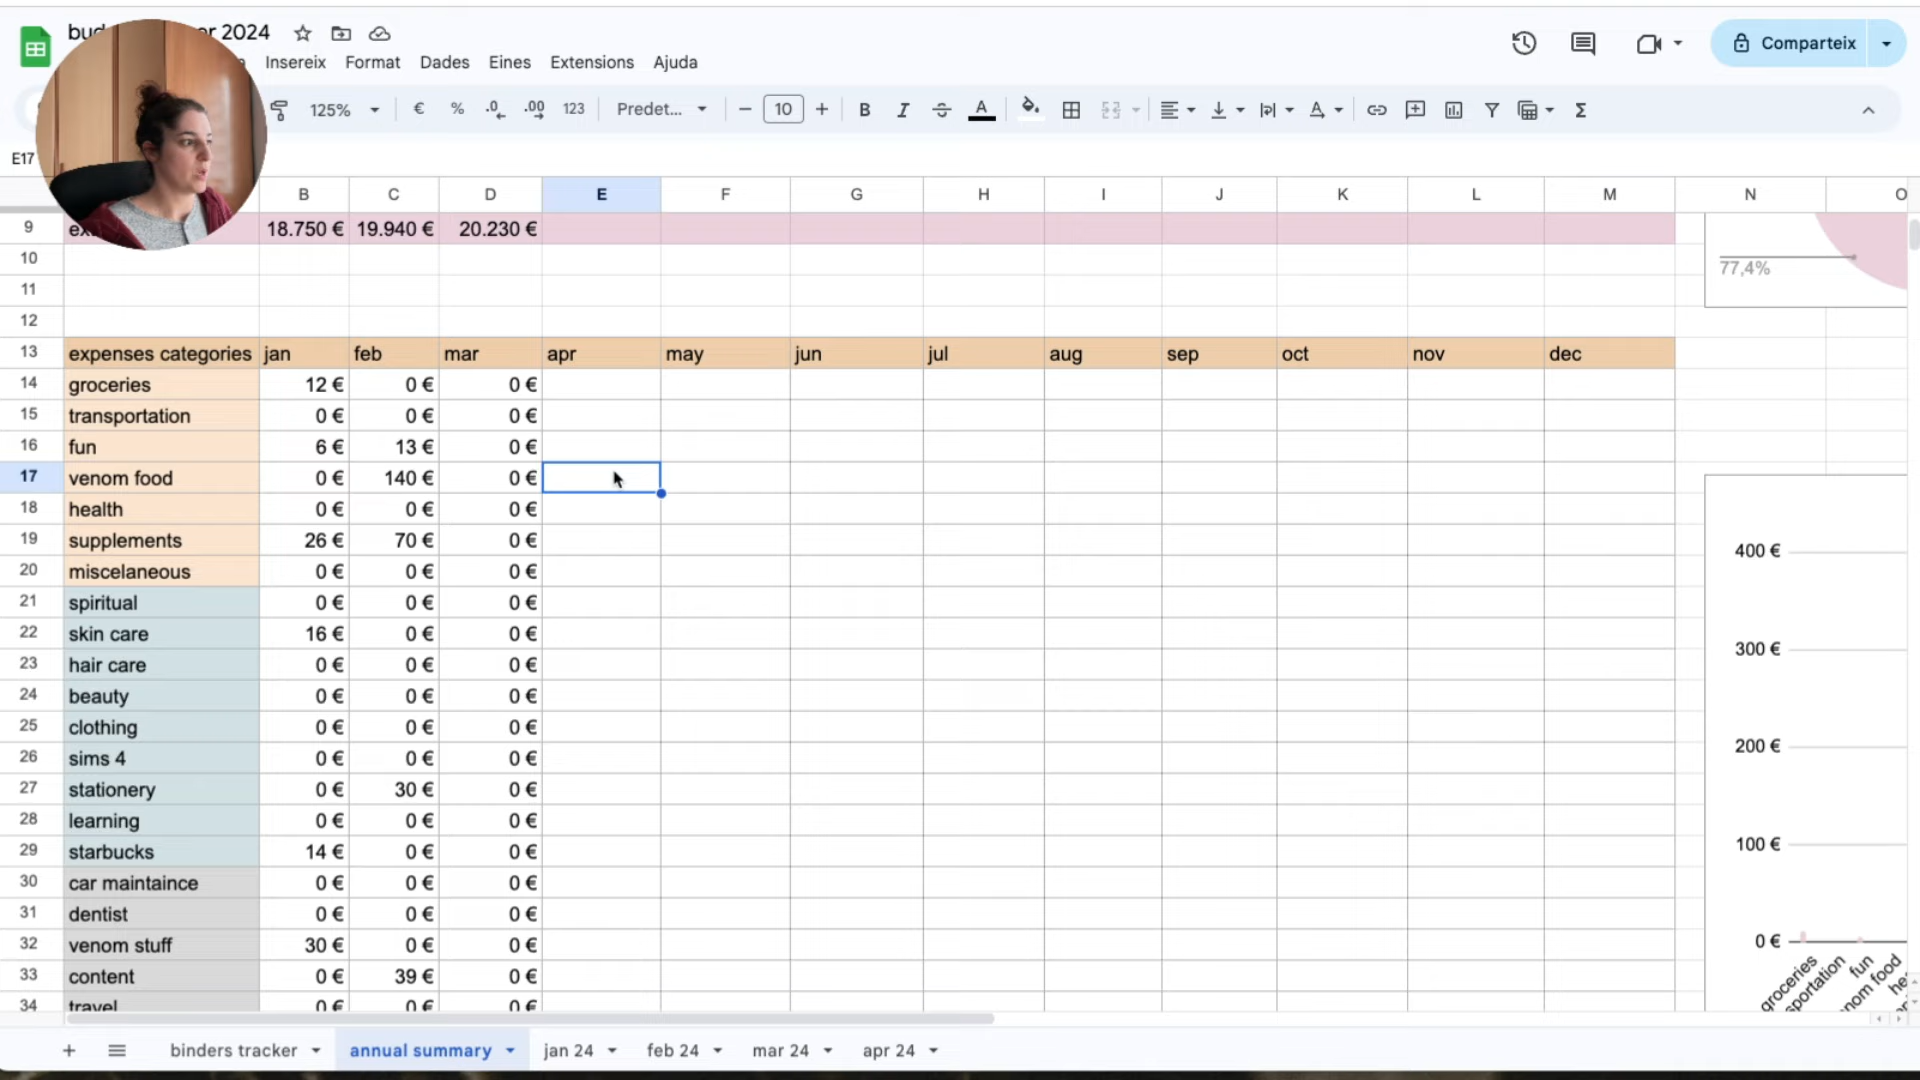 bud r 2024
Insereix Format Dades Eines Extensions Ajuda
Comparteix
125% € % .0 .00 123 Predet... − 10 + B I S A Σ
E17
B C D E F G H I J K L M N O
9 ex 18.750 € 19.940 € 20.230 €
10
77,4%
11
12
13 expenses categories jan feb mar apr may jun jul aug sep oct nov dec
14 groceries 12 € 0 € 0 €
15 transportation 0 € 0 € 0 €
16 fun 6 € 13 € 0 €
17 venom food 0 € 140 € 0 €
18 health 0 € 0 € 0 €
19 supplements 26 € 70 € 0 €
20 miscelaneous 0 € 0 € 0 €
21 spiritual 0 € 0 € 0 €
22 skin care 16 € 0 € 0 €
23 hair care 0 € 0 € 0 €
24 beauty 0 € 0 € 0 €
25 clothing 0 € 0 € 0 €
26 sims 4 0 € 0 € 0 €
27 stationery 0 € 30 € 0 €
28 learning 0 € 0 € 0 €
29 starbucks 14 € 0 € 0 €
30 car maintaince 0 € 0 € 0 €
31 dentist 0 € 0 € 0 €
32 venom stuff 30 € 0 € 0 €
33 content 0 € 39 € 0 €
34 travel 0 € 0 € 0 €
400 €
300 €
200 €
100 €
0 €
groceries
sportation
fun
nom food
he
binders tracker annual summary jan 24 feb 24 mar 24 apr 24